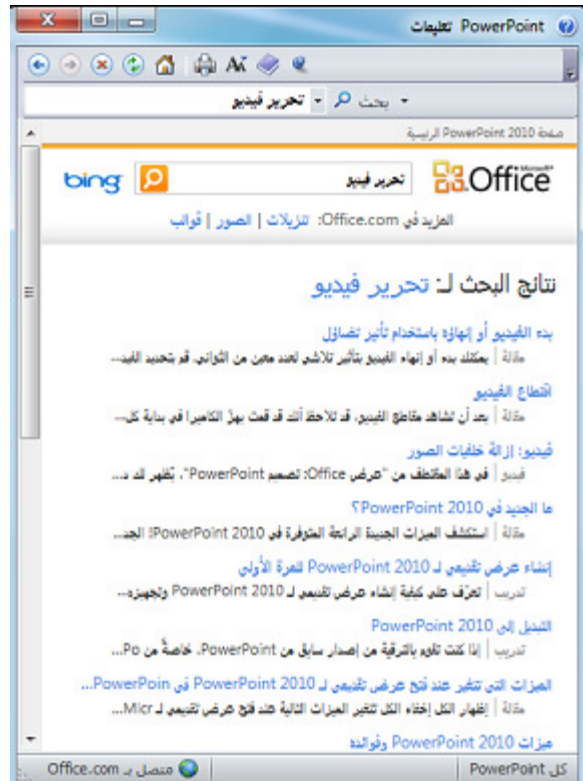 تعليمات PowerPoint
بحث تحرير فيديو
صفحة PowerPoint 2010 الرئيسية
Microsoft Office
تحرير فيديو
bing
المزيد في Office.com: تنزيلات | الصور | قوالب
نتائج البحث لـ: تحرير فيديو
بدء الفيديو أو إنهاؤه باستخدام تأثير تضاؤل
مقالة | يمكنك بدء أو إنهاء الفيديو بتأثير تلاشي لعدد معين من الثواني. قم بتحديد الفيد...
اقتطاع الفيديو
مقالة | بعد أن تشاهد مقاطع الفيديو، قد تلاحظ أنك قد قمت بهزّ الكاميرا في بداية كل...
فيديو: إزالة خلفيات الصور
فيديو | في هذا المقتطف من "عرض Office: تصميم PowerPoint"، يُظهر لك د...
ما الجديد في PowerPoint 2010؟
مقالة | استكشف الميزات الجديدة الرائعة المتوفرة في PowerPoint 2010! الجد...
إنشاء عرض تقديمي لـ PowerPoint 2010 للمرة الأولى
تدريب | تعرّف على كيفية إنشاء عرض تقديمي لـ PowerPoint 2010 وتجهيزه...
التبديل إلى PowerPoint 2010
تدريب | إذا كنت تقوم بالترقية من إصدار سابق من PowerPoint، خاصةً من Po...
الميزات التي تتغير عند فتح عرض تقديمي لـ PowerPoint 2010 في PowerPoin...
مقالة | إظهار الكل إخفاء الكل تتغير الميزات التالية عند فتح عرض تقديمي لـ Micr...
ميزات PowerPoint 2010 وفوائده
كل PowerPoint
متصل بـ Office.com